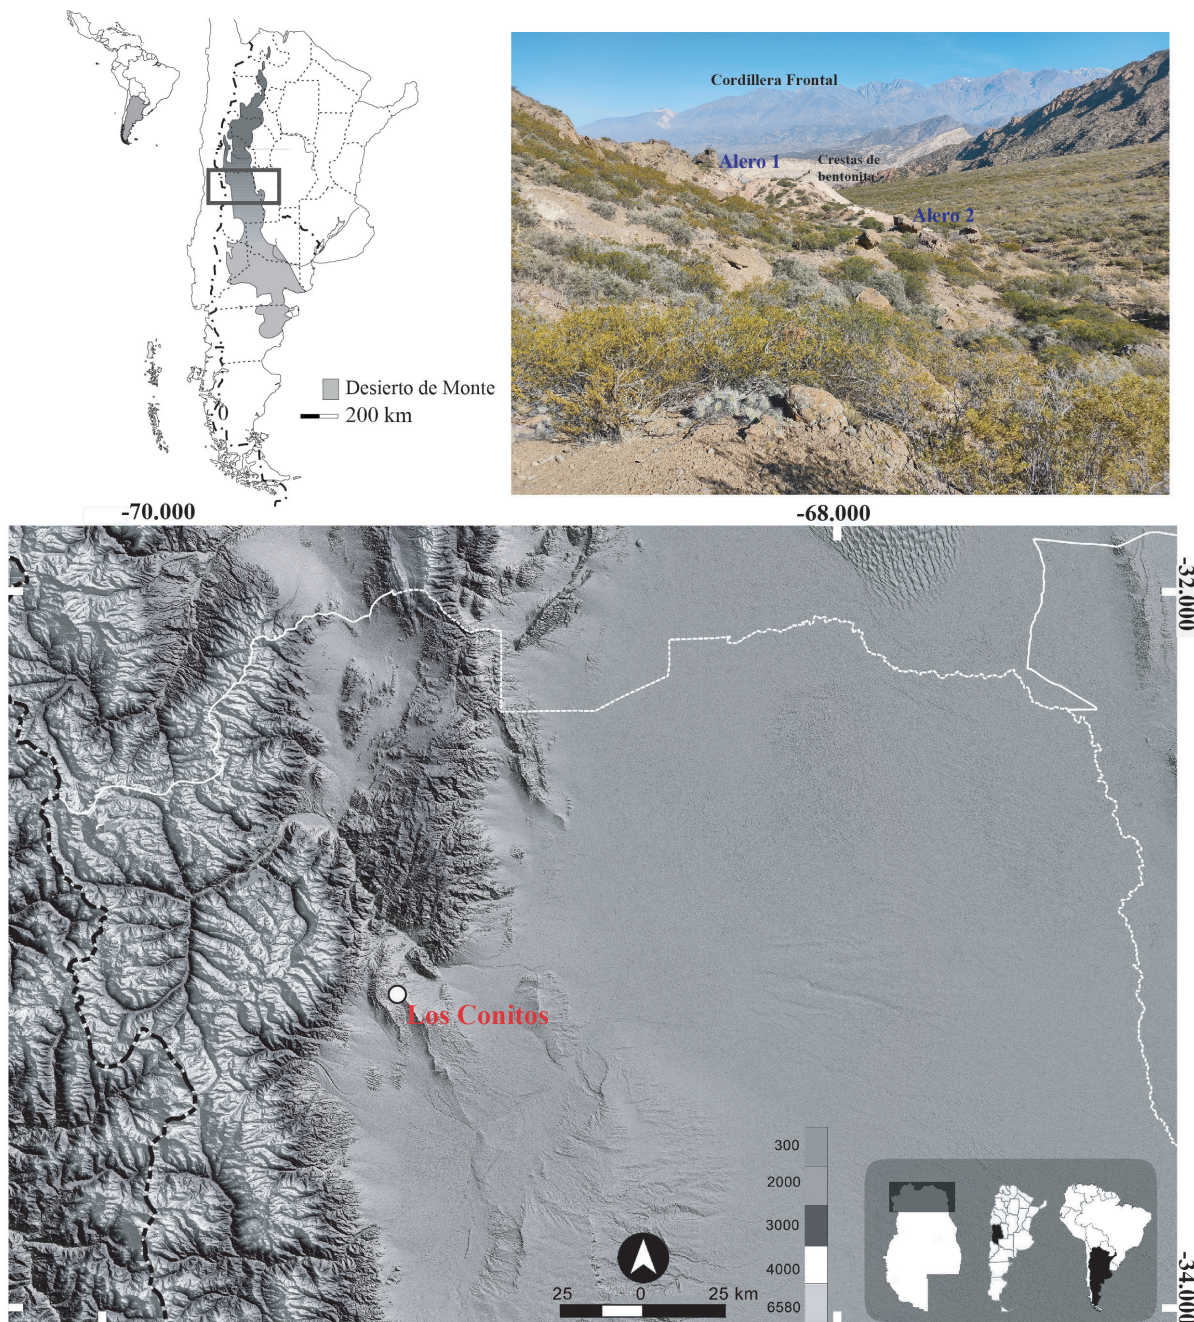 Desierto de Monte
0
200 km
Cordillera Frontal
Alero 1
Crestas de
bentonita
Alero 2
-70.000
-68.000
-32.000
Los Conitos
300
2000
3000
4000
6580
25
0
25 km
-34.000